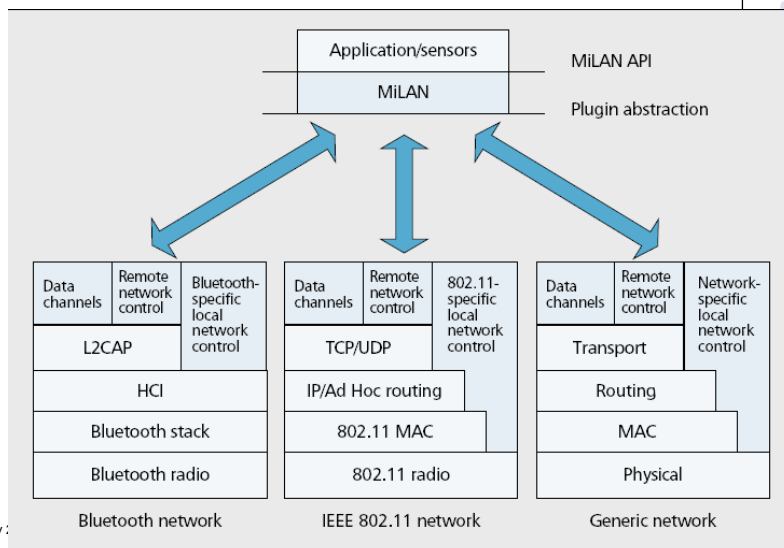 Application/sensors
MiLAN API
MiLAN
Plugin abstraction
Data
channels
Remote
network
control
Bluetooth-
specific
local
network
control
L2CAP
HCI
Bluetooth stack
Bluetooth radio
Bluetooth network
Data
channels
Remote
network
control
802.11-
specific
local
network
control
TCP/UDP
IP/Ad Hoc routing
802.11 MAC
802.11 radio
IEEE 802.11 network
Data
channels
Remote
network
control
Network-
specific
local
network
control
Transport
Routing
MAC
Physical
Generic network